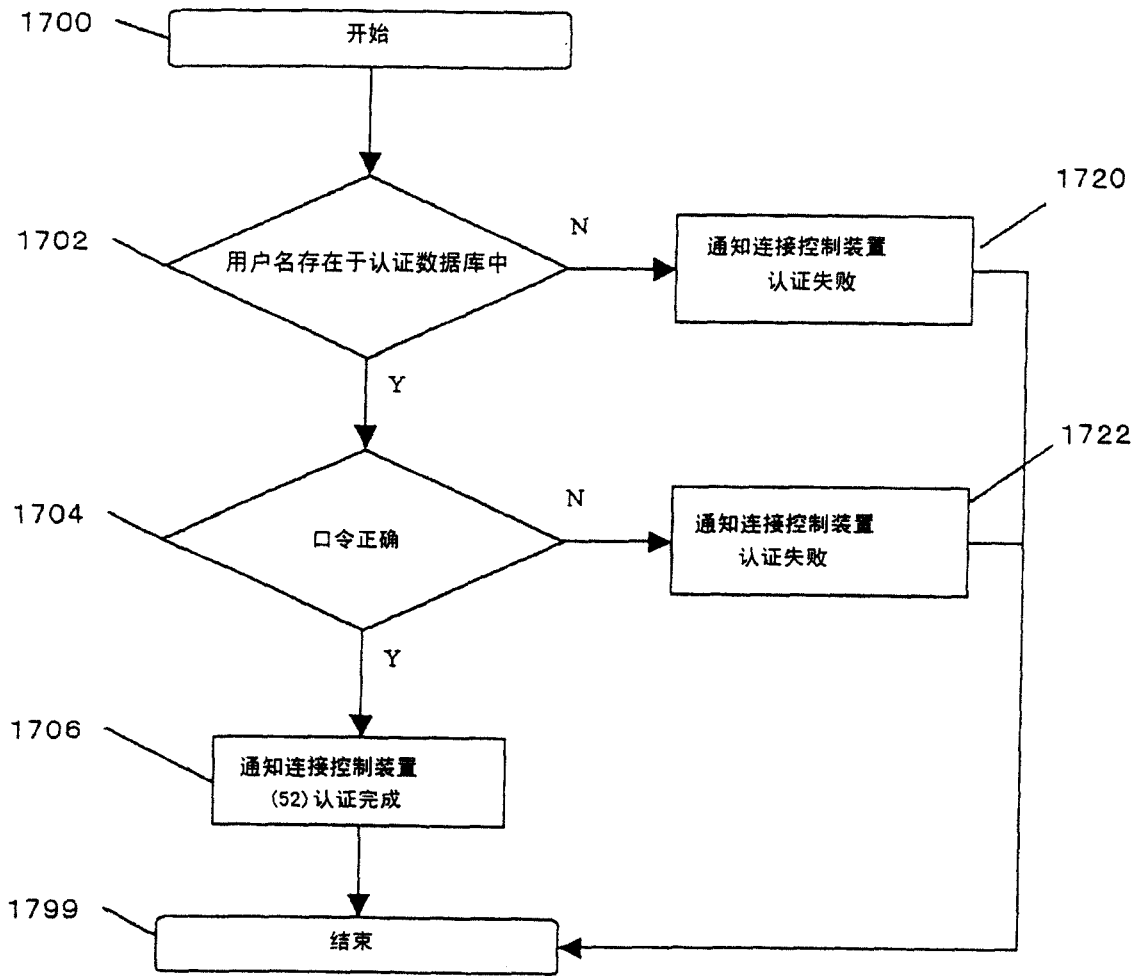 1700
开始
1702
用户名存在于认证数据库中
N
1720
通知连接控制装置
认证失败
Y
1704
口令正确
N
1722
通知连接控制装置
认证失败
Y
1706
通知连接控制装置
(52)认证完成
1799
结束